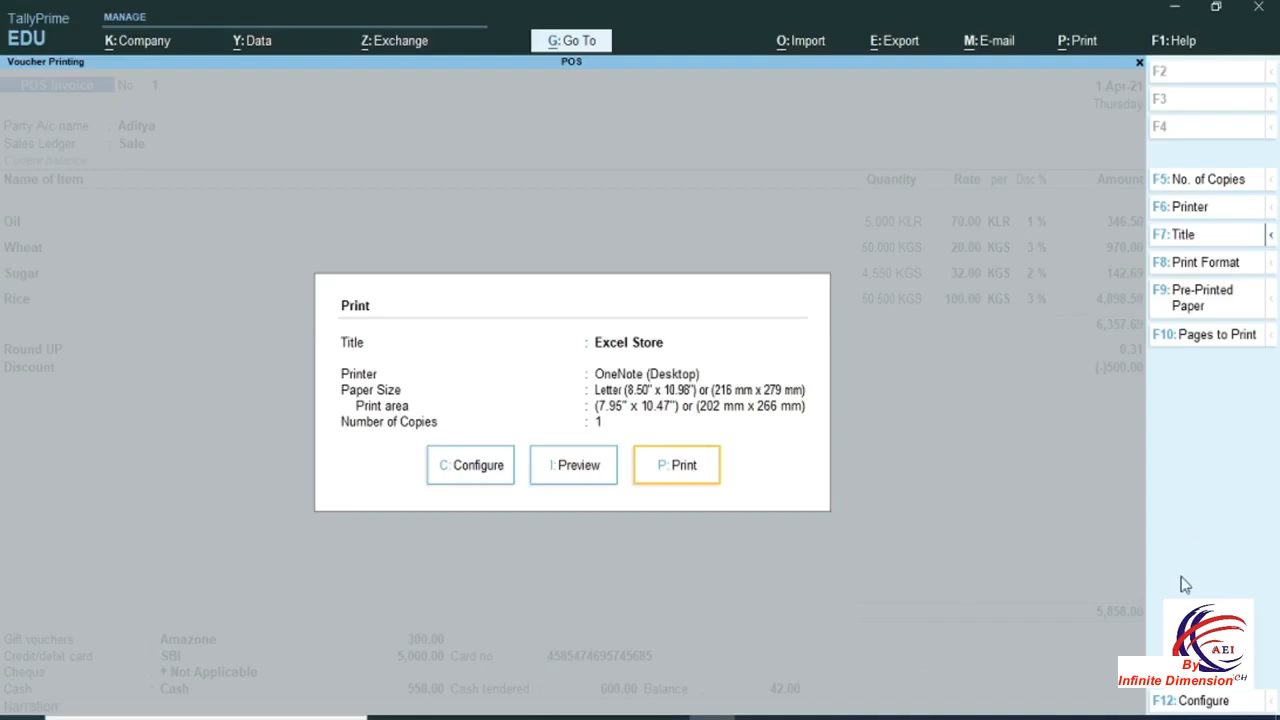 TallyPrime
MANAGE
EDU
K: Company
Y: Data
Z: Exchange
G: Go To
O: Import
E: Export
M: E-mail
P: Print
F1: Help
Voucher Printing
POS
×
POS Invoice No. 1
1-Apr-21
Thursday
Party A/c name : Aditya
Sales Ledger : Sale
Current balance
Name of Item Quantity Rate per Disc % Amount
Oil 5.000 KLR 70.00 KLR 1 % 346.50
Wheat 50.000 KGS 20.00 KGS 3 % 970.00
Sugar 4.550 KGS 32.00 KGS 2 % 142.69
Rice 50.500 KGS 100.00 KGS 3 % 4,898.50
6,357.69
Round UP 0.31
Discount (-)500.00
Print
Title : Excel Store
Printer : OneNote (Desktop)
Paper Size : Letter (8.50" x 10.98") or (216 mm x 279 mm)
Print area : (7.95" x 10.47") or (202 mm x 266 mm)
Number of Copies : 1
C: Configure
I: Preview
P: Print
5,858.00
Gift vouchers Amazone 300.00
Credit/debit card SBI 5,000.00 Card no 4585474695745685
Cheque * Not Applicable
Cash Cash 558.00 Cash tendered 600.00 Balance 42.00
Narration
F2
F3
F4
F5: No. of Copies
F6: Printer
F7: Title
F8: Print Format
F9: Pre-Printed
Paper
F10: Pages to Print
AEI
By
Infinite Dimension
F12: Configure